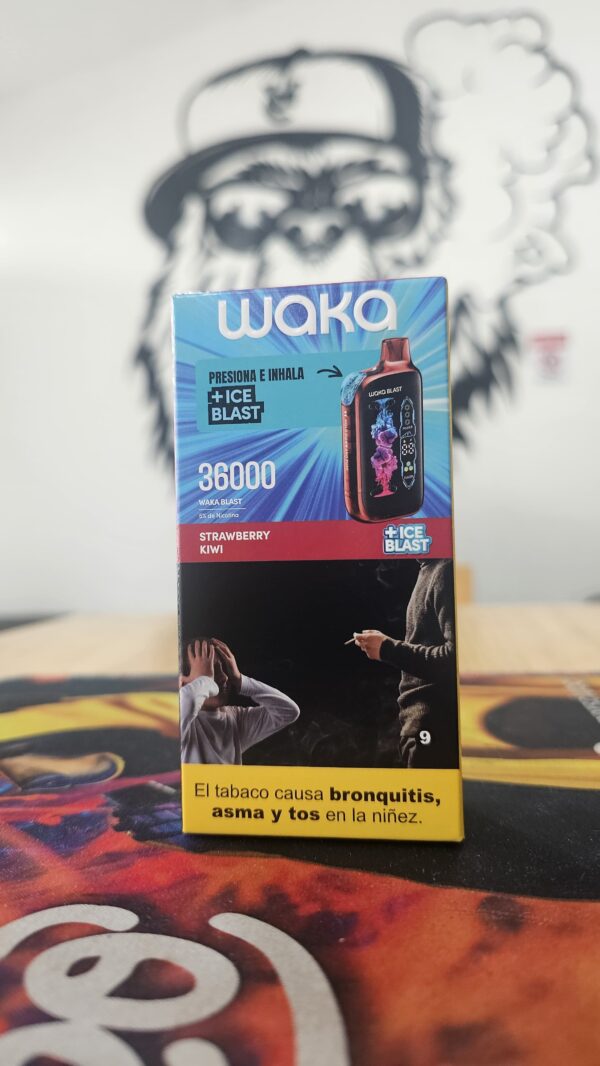 waka
PRESIONA E INHALA
+ICE
BLAST
WAKA BLAST
36000
WAKA BLAST
5% de Nicotina
STRAWBERRY
KIWI
+ICE
BLAST
9
El tabaco causa bronquitis,
asma y tos en la niñez.